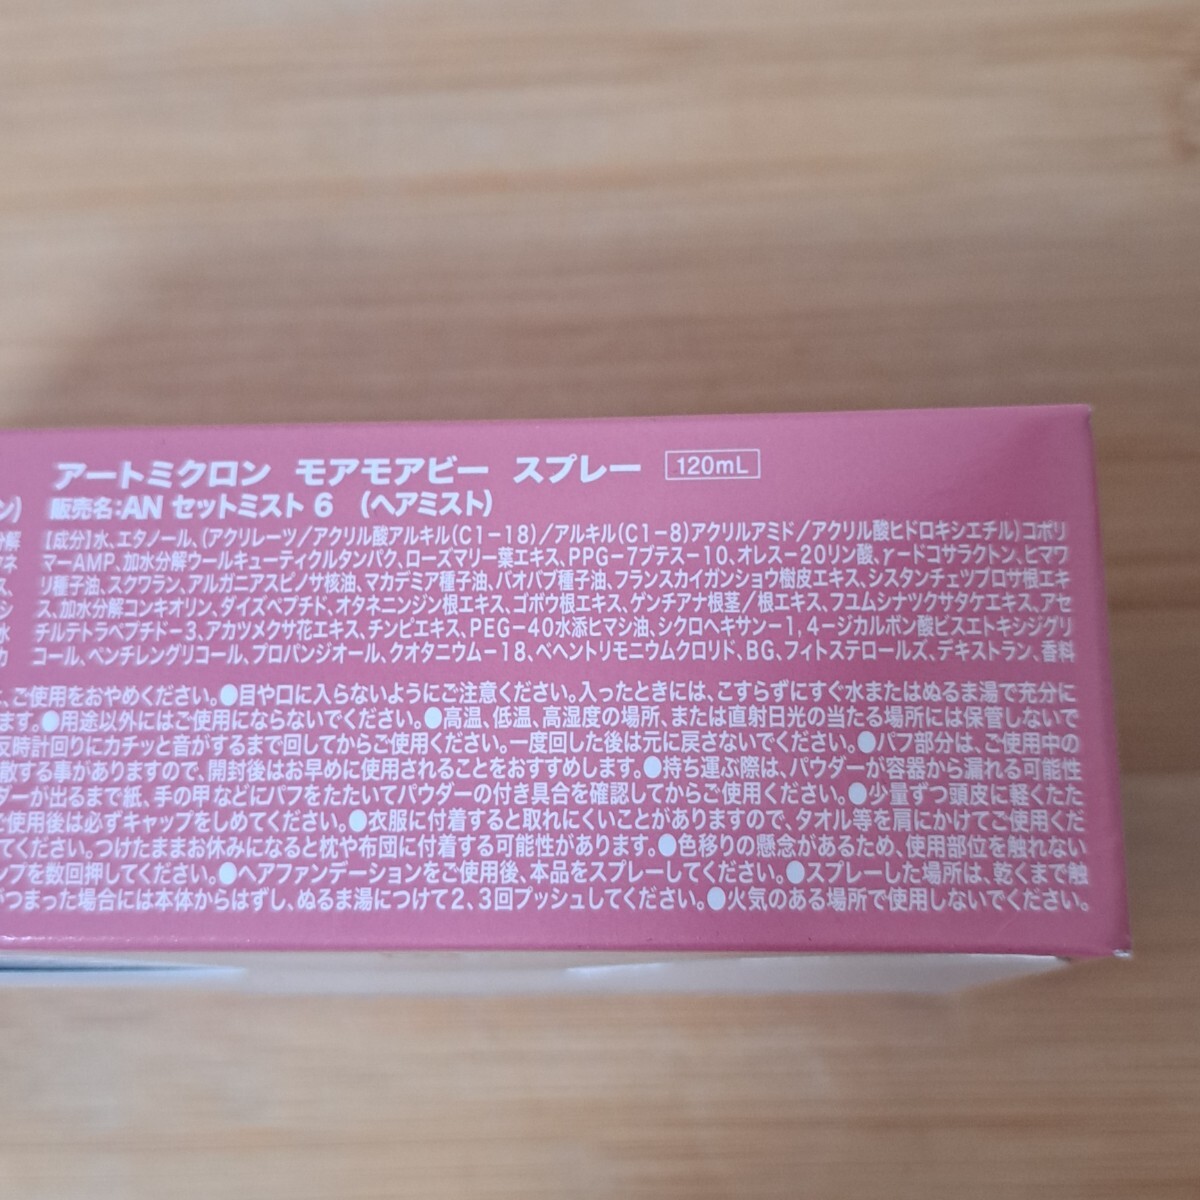 アートミクロン モアモアビー スプレー 120mL
ン) 販売名:AN セットミスト 6 (ヘアミスト)
分解 【成分】水、エタノール、(アクリレーツ/アクリル酸アルキル(C1-18)/アルキル(C1-8)アクリルアミド/アクリル酸ヒドロキシエチル)コポリ
マネ マーAMP、加水分解ウールキューティクルタンパク、ローズマリー葉エキス、PPG-7ブテス-10、オレス-20リン酸、γ-ドコサラクトン、ヒマワ
ス、 リ種子油、スクワラン、アルガニアスピノサ核油、マカデミア種子油、バオバブ種子油、フランスカイガンショウ樹皮エキス、シスタンチェツブロサ根エキ
シ ス、加水分解コンキオリン、ダイズペプチド、オタネニンジン根エキス、ゴボウ根エキス、ゲンチアナ根茎/根エキス、フユムシナツクサタケエキス、アセ
水 チルテトラペプチド-3、アカツメクサ花エキス、チンピエキス、PEG-40水添ヒマシ油、シクロヘキサン-1,4-ジカルボン酸ビスエトキシジグリ
カ コール、ペンチレングリコール、プロパンジオール、クオタニウム-18、ベヘントリモニウムクロリド、BG、フィトステロールズ、デキストラン、香料
、ご使用をおやめください。●目や口に入らないようにご注意ください。入ったときには、こすらずにすぐ水またはぬるま湯で充分に
ます。●用途以外にはご使用にならないでください。●高温、低温、高湿度の場所、または直射日光の当たる場所には保管しないで
反時計回りにカチッと音がするまで回してからご使用ください。一度回した後は元に戻さないでください。●パフ部分は、ご使用中の
散する事がありますので、開封後はお早めに使用されることをおすすめします。●持ち運ぶ際は、パウダーが容器から漏れる可能性
ダーが出るまで紙、手の甲などにパフをたたいてパウダーの付き具合を確認してからご使用ください。●少量ずつ頭皮に軽くたた
ご使用後は必ずキャップをしめてください。●衣服に付着すると取れにくいことがありますので、タオル等を肩にかけてご使用くだ
てください。つけたままお休みになると枕や布団に付着する可能性があります。●色移りの懸念があるため、使用部位を触れない
ンプを数回押してください。●ヘアファンデーションをご使用後、本品をスプレーしてください。●スプレーした場所は、乾くまで触
がつまった場合には本体からはずし、ぬるま湯につけて2、3回プッシュしてください。●火気のある場所で使用しないでください。